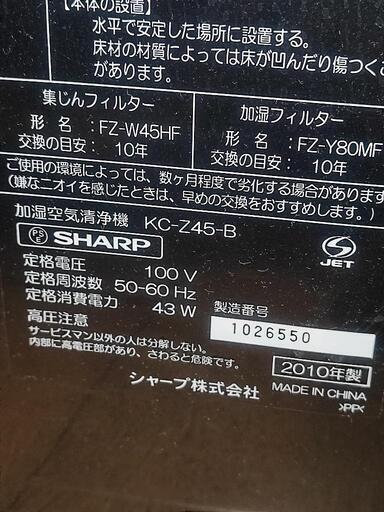 【本体の設置】
水平で安定した場所に設置する。
床材の材質によっては床が凹んだり傷つく
があります。
集じんフィルター
形 名 :FZ-W45HF
交換の目安: 10年
加湿フィルター
形 名 :FZ-Y80MF
交換の目安: 10年
ご使用の環境によっては、数ヶ月程度で劣化する場合があります
(嫌なニオイを感じたときは、早めの交換をおすすめします。)
加湿空気清浄機 KC-Z45-B
PSE SHARP
S JET
定格電圧 100 V
定格周波数 50-60 Hz
定格消費電力 43 W
製造番号
1026550
高圧注意
サービスマン以外の人は分解しない。
内部に高電圧部があり、さわると危険です。
2010年製
シャープ株式会社
MADE IN CHINA
>PP<